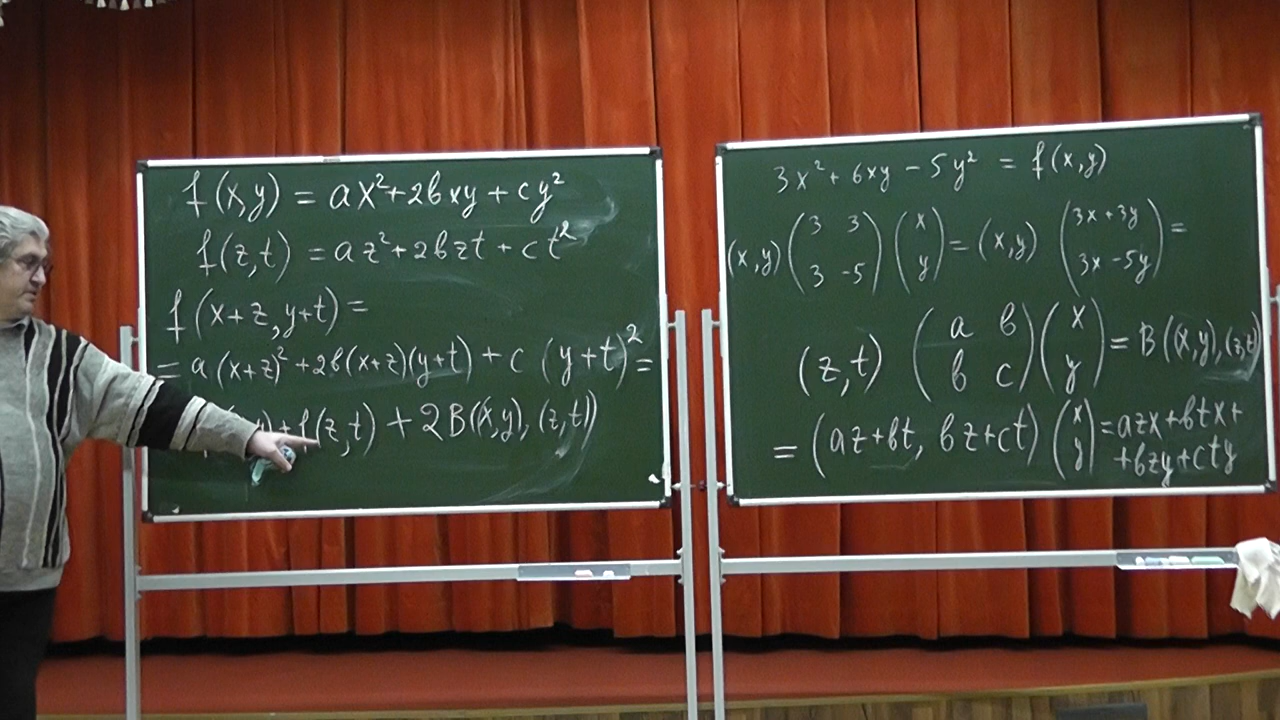 f(x,y) = ax²+2bxy+cy²
f(z,t) = az²+2bzt+ct²
f(x+z,y+t)=
=a(x+z)²+2b(x+z)(y+t)+c(y+t)²=
+f(z,t)+2B((x,y),(z,t))
3x²+6xy-5y² = f(x,y)
(x,y)(3 3; 3 -5)(x; y)=(x,y)(3x+3y; 3x-5y)=
(z,t)(a b; b c)(x; y)=B(x,y),(z,t)
=(az+bt, bz+ct)(x; y)=azx+btx+
+bzy+cty